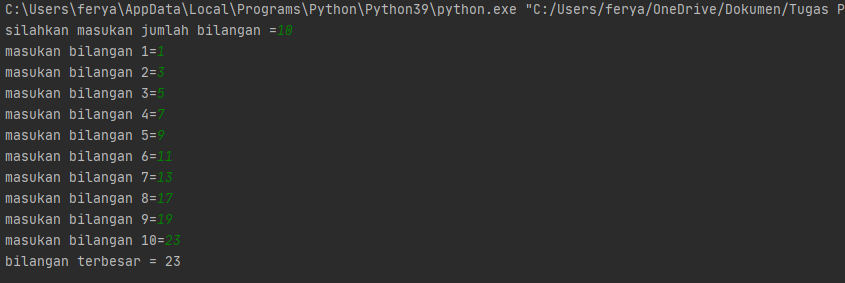 C:\Users\ferya\AppData\Local\Programs\Python\Python39\python.exe "C:/Users/ferya/OneDrive/Dokumen/Tugas P
silahkan masukan jumlah bilangan =10
masukan bilangan 1=1
masukan bilangan 2=3
masukan bilangan 3=5
masukan bilangan 4=7
masukan bilangan 5=9
masukan bilangan 6=11
masukan bilangan 7=13
masukan bilangan 8=17
masukan bilangan 9=19
masukan bilangan 10=23
bilangan terbesar = 23